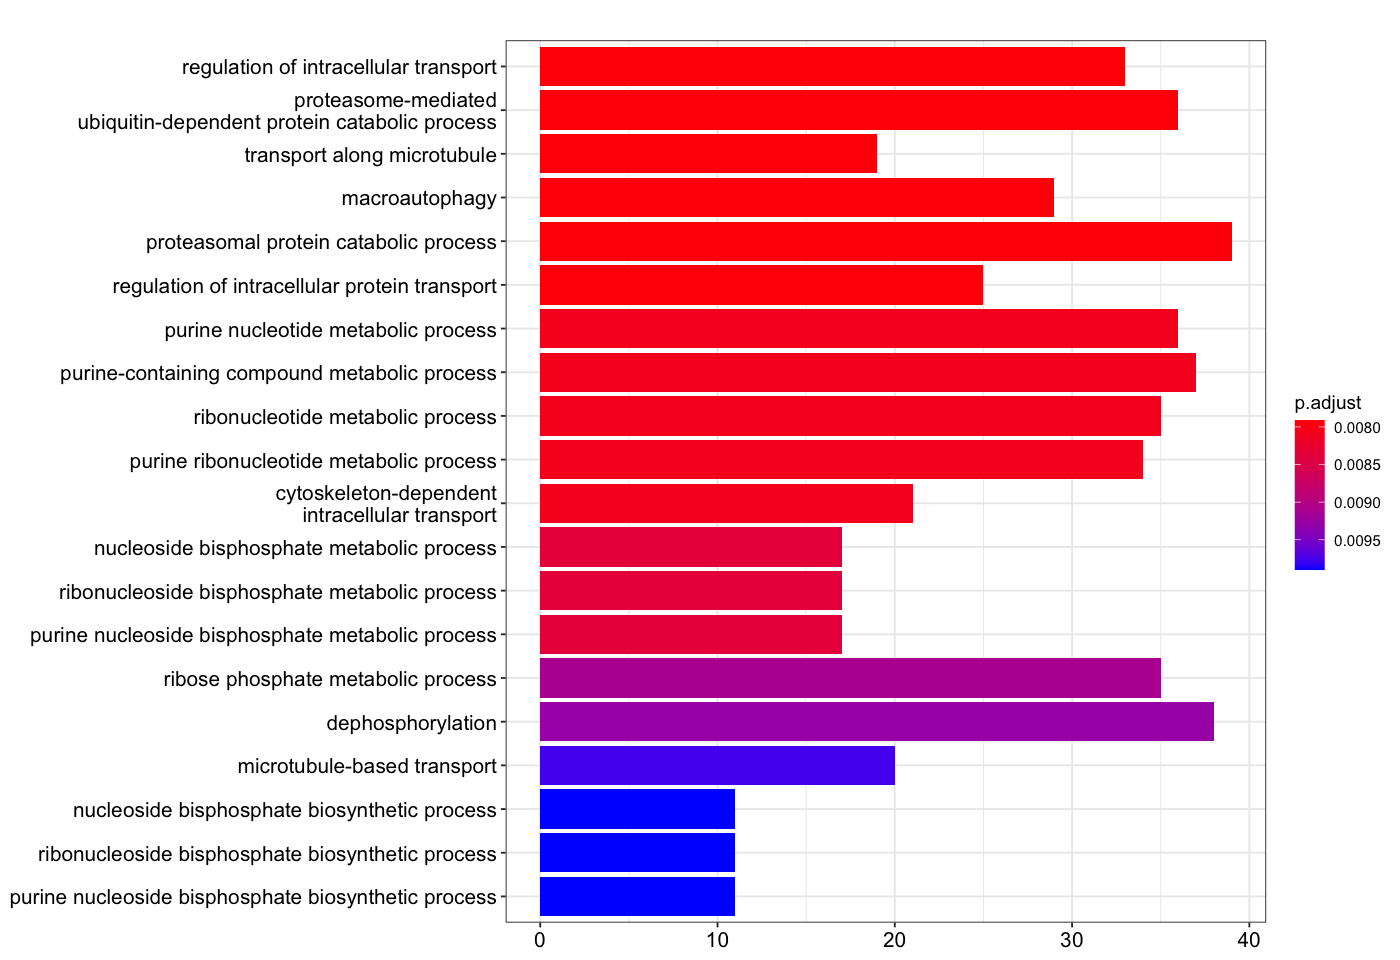 regulation of intracellular transport
proteasome-mediated
ubiquitin-dependent protein catabolic process
transport along microtubule
macroautophagy
proteasomal protein catabolic process
regulation of intracellular protein transport
purine nucleotide metabolic process
purine-containing compound metabolic process
ribonucleotide metabolic process
purine ribonucleotide metabolic process
cytoskeleton-dependent
intracellular transport
nucleoside bisphosphate metabolic process
ribonucleoside bisphosphate metabolic process
purine nucleoside bisphosphate metabolic process
ribose phosphate metabolic process
dephosphorylation
microtubule-based transport
nucleoside bisphosphate biosynthetic process
ribonucleoside bisphosphate biosynthetic process
purine nucleoside bisphosphate biosynthetic process
0 10 20 30 40
p.adjust
0.0080
0.0085
0.0090
0.0095